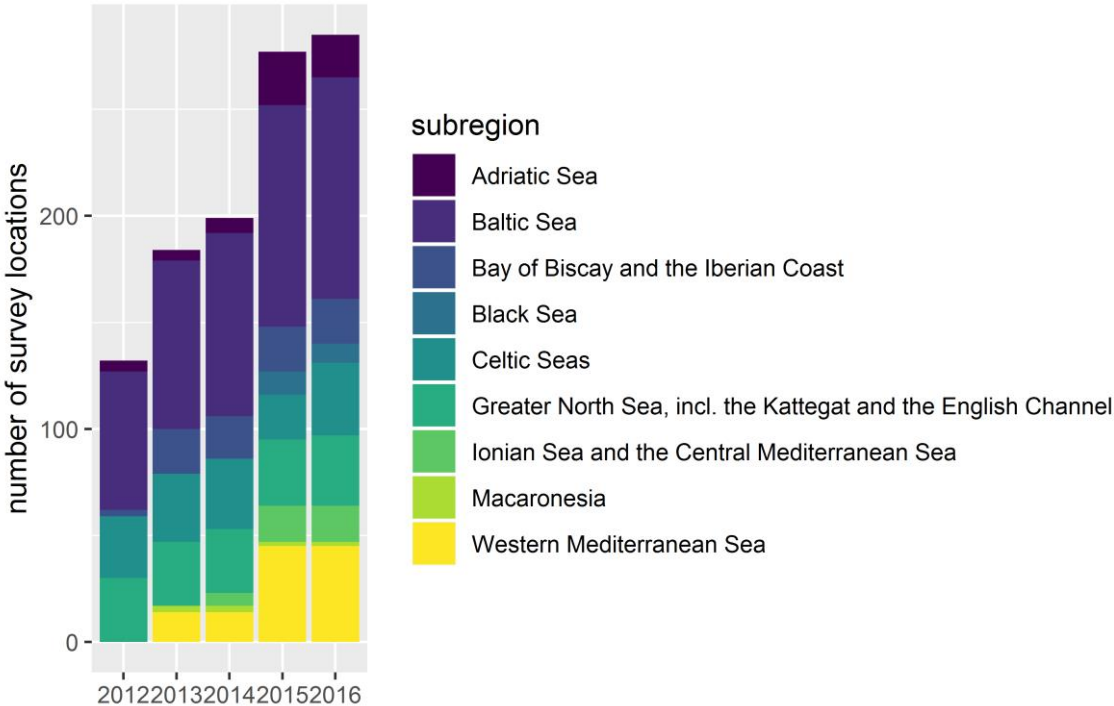 number of survey locations
200
100
0
2012 2013 2014 2015 2016
subregion
Adriatic Sea
Baltic Sea
Bay of Biscay and the Iberian Coast
Black Sea
Celtic Seas
Greater North Sea, incl. the Kattegat and the English Channel
Ionian Sea and the Central Mediterranean Sea
Macaronesia
Western Mediterranean Sea